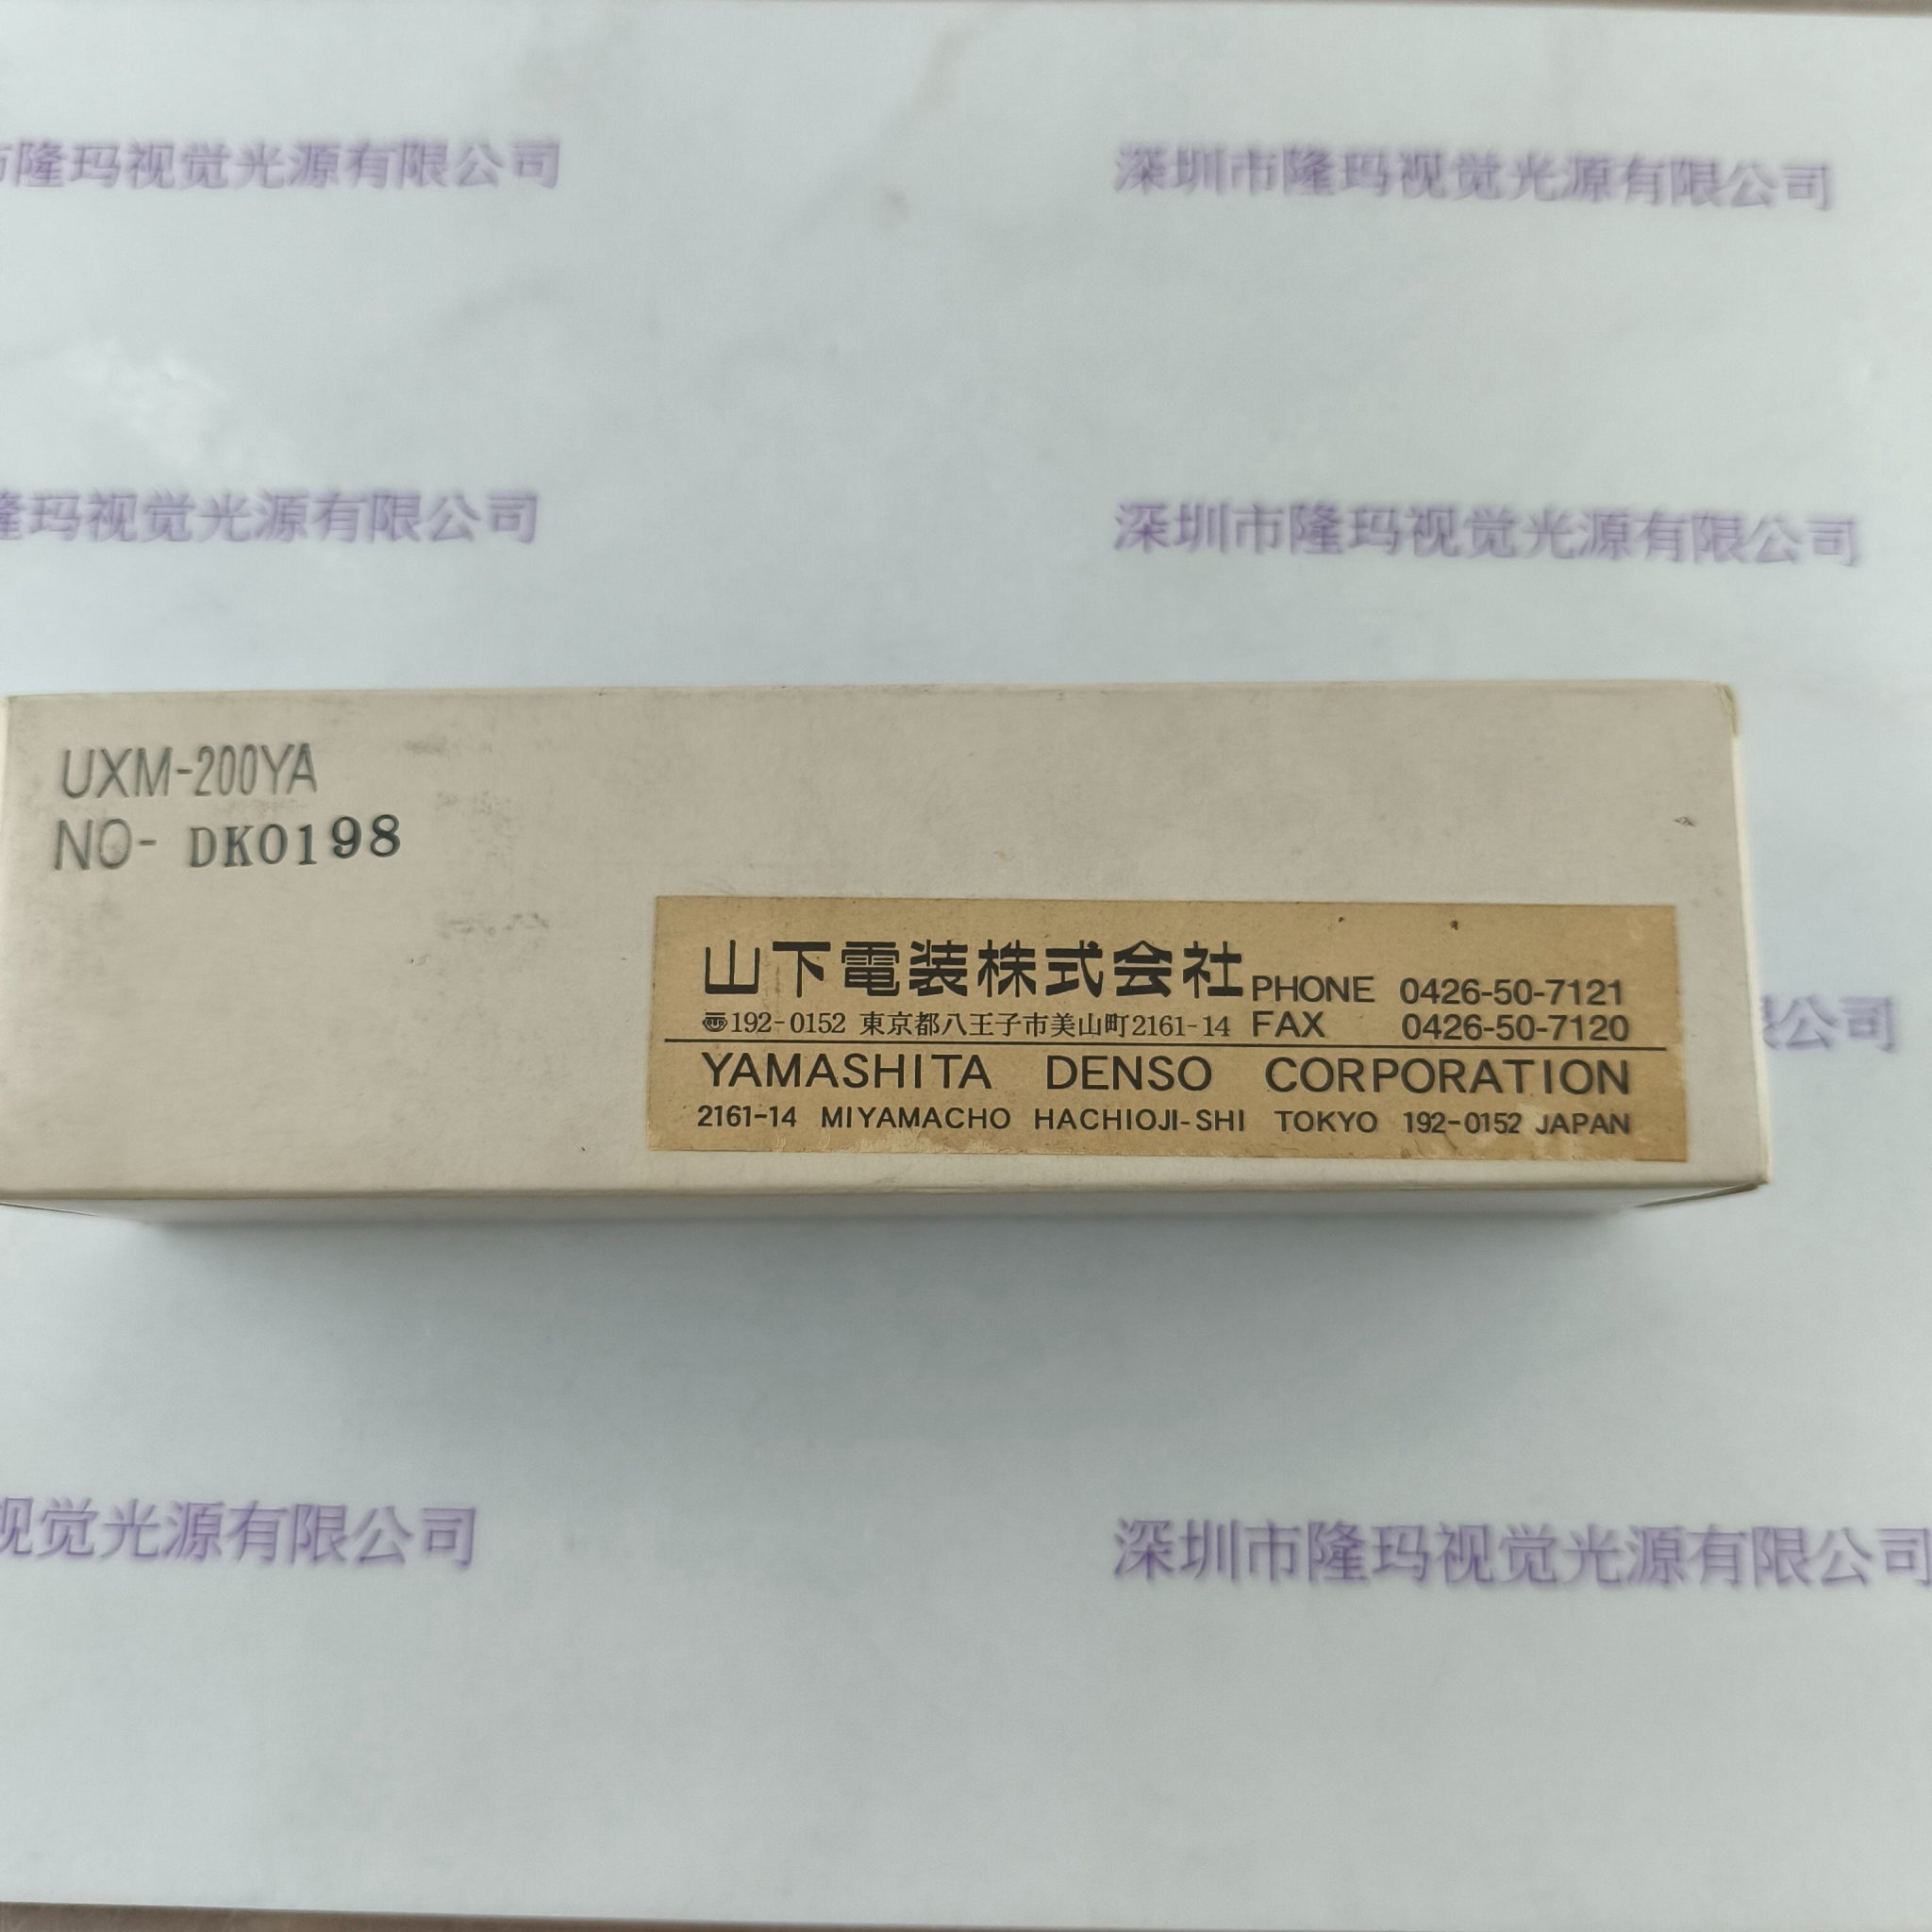 市隆玛视觉光源有限公司
深圳市隆玛视觉光源有限公司
隆玛视觉光源有限公司
深圳市隆玛视觉光源有限公司
UXM-200YA
NO- DK0198
山下電装株式会社 PHONE 0426-50-7121
〠192-0152 東京都八王子市美山町2161-14 FAX 0426-50-7120
YAMASHITA DENSO CORPORATION
2161-14 MIYAMACHO HACHIOJI-SHI TOKYO 192-0152 JAPAN
限公司
视觉光源有限公司
深圳市隆玛视觉光源有限公司